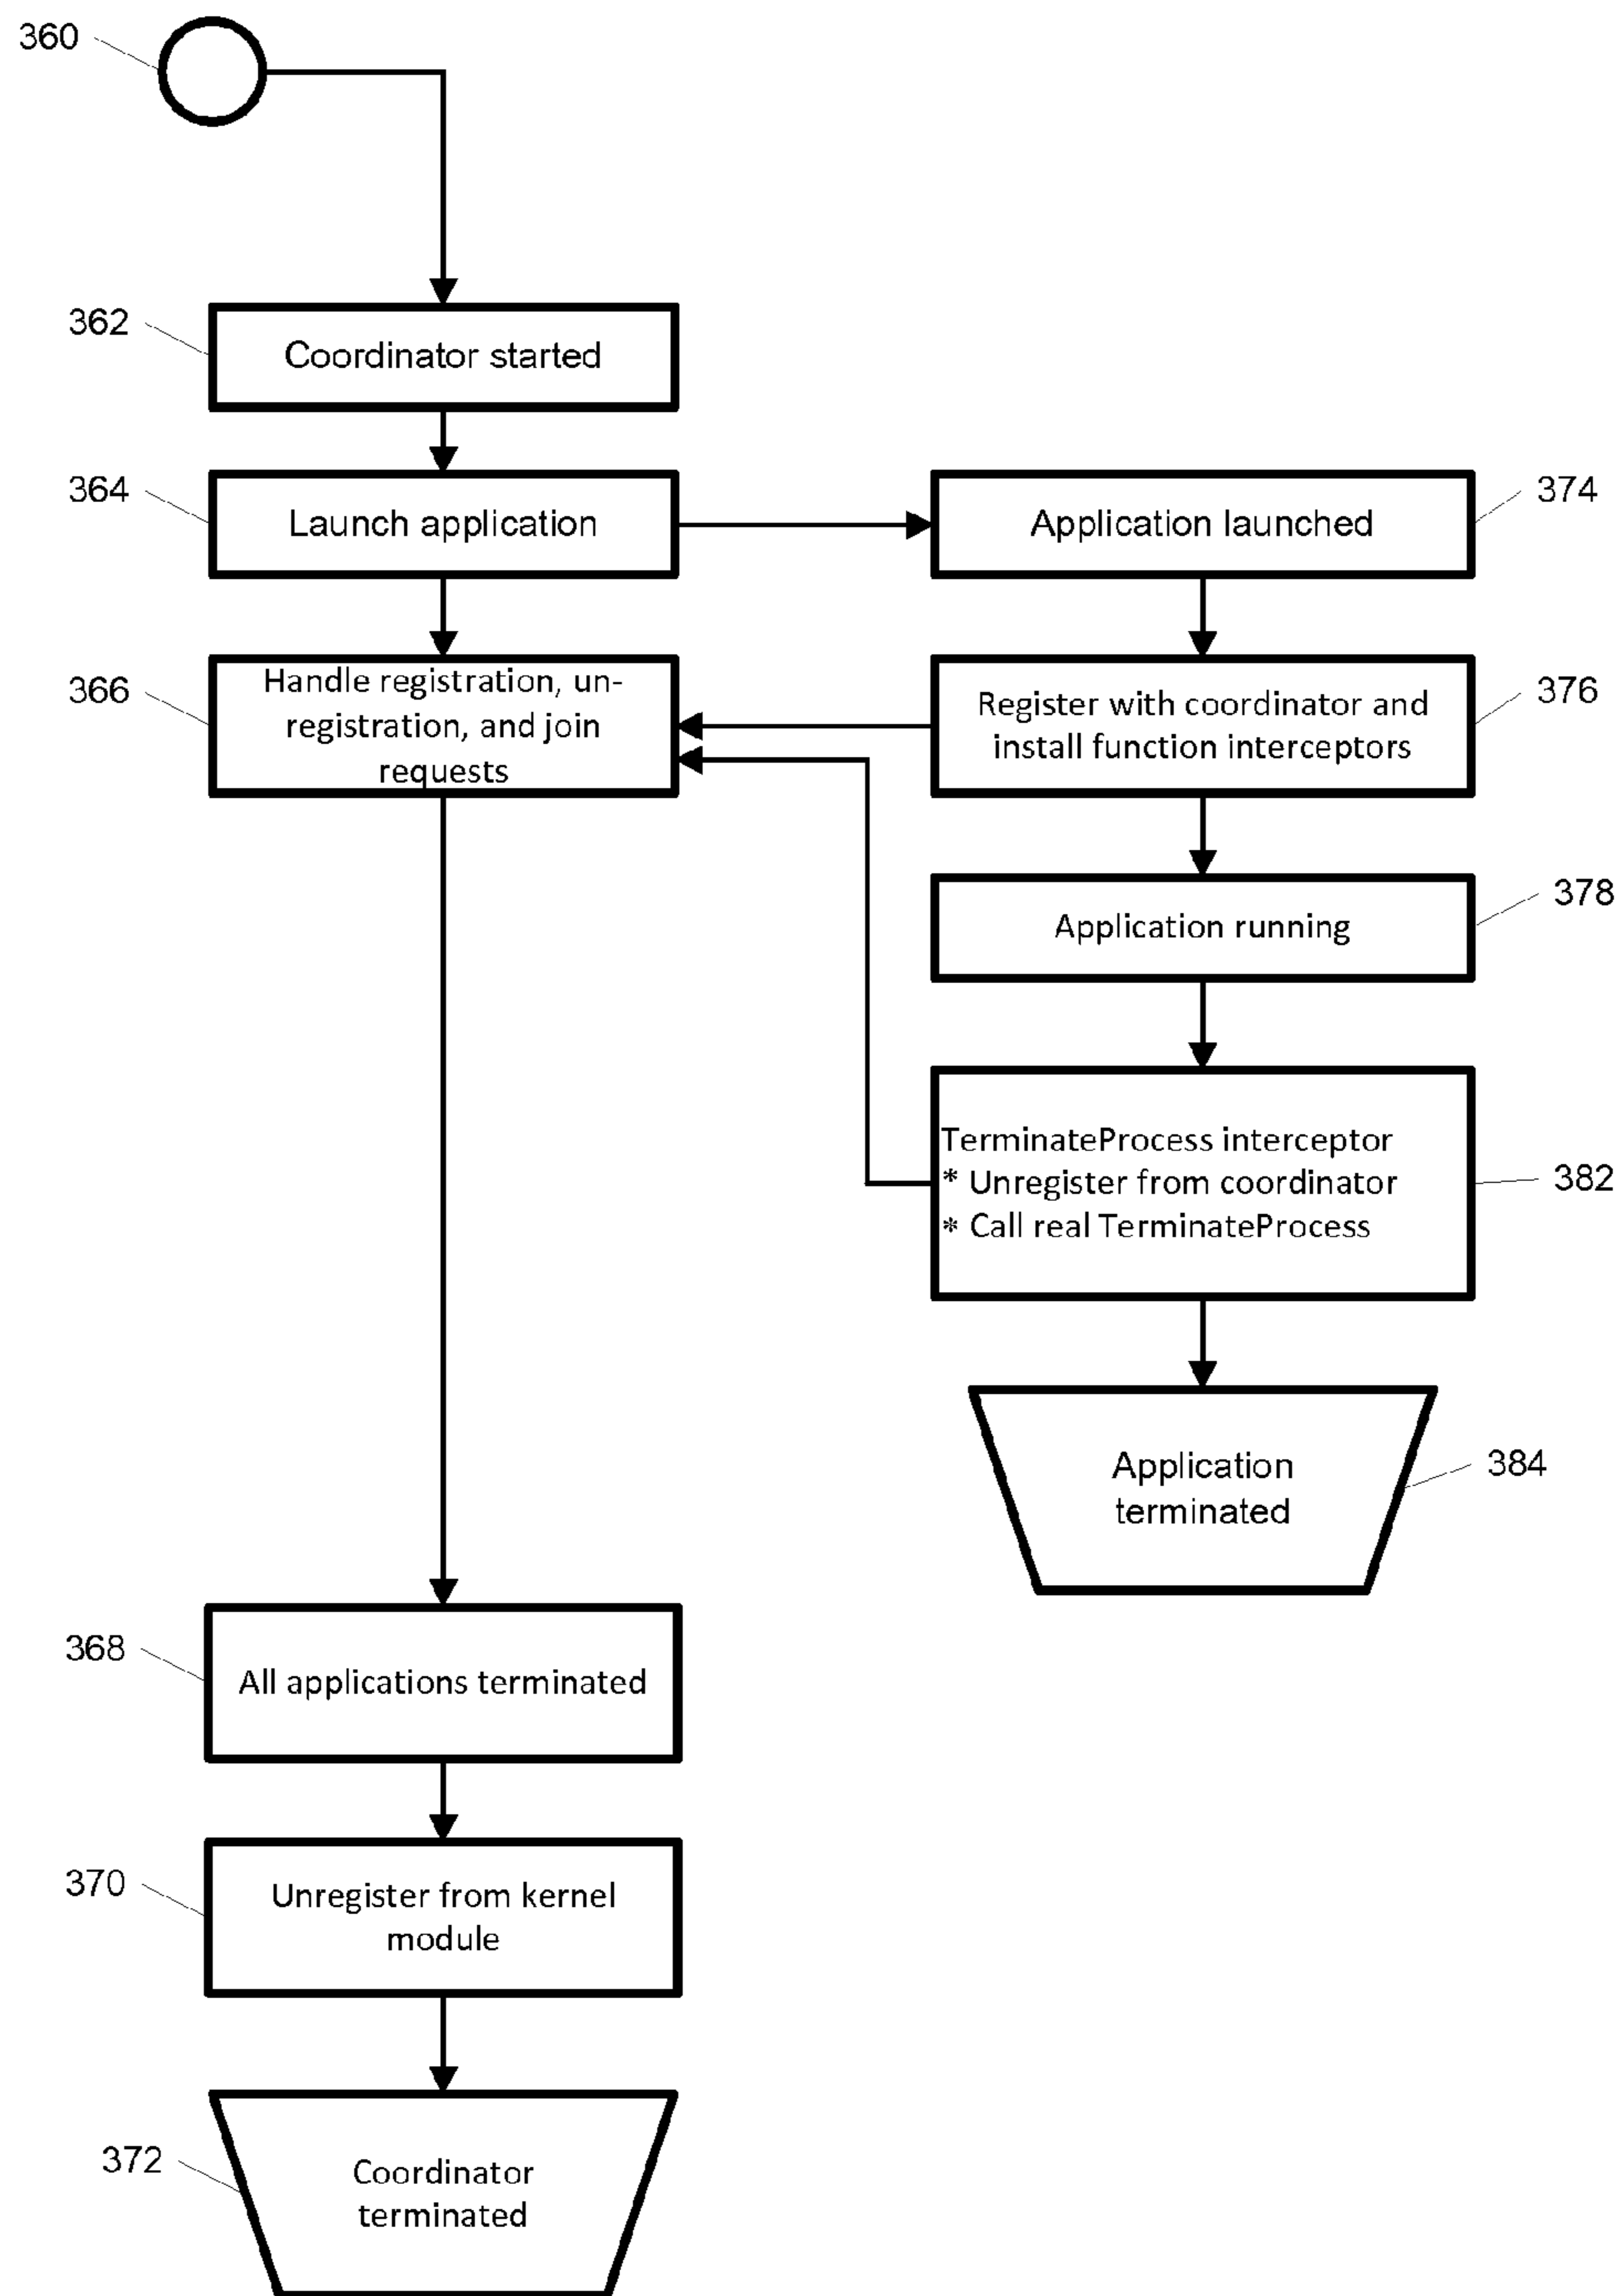 360
362
Coordinator started
364
Launch application
374
Application launched
366
Handle registration, un-
registration, and join
requests
376
Register with coordinator and
install function interceptors
378
Application running
382
TerminateProcess interceptor
* Unregister from coordinator
* Call real TerminateProcess
384
Application
terminated
368
All applications terminated
370
Unregister from kernel
module
372
Coordinator
terminated